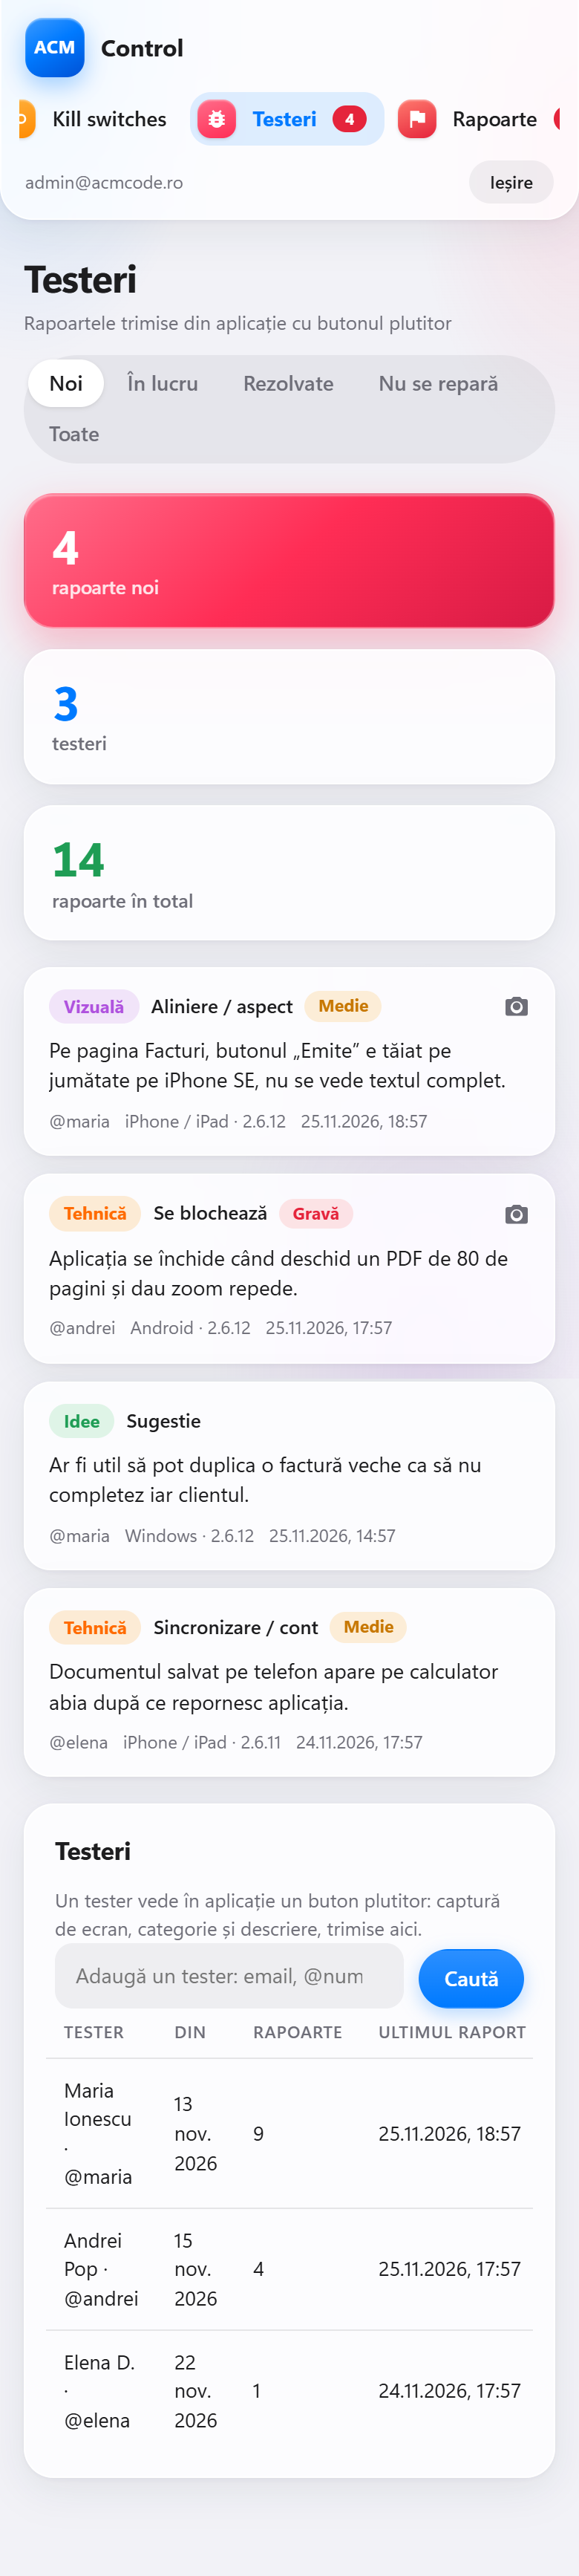 ACM Control
Kill switches Testeri 4 Rapoarte
admin@acmcode.ro Ieșire
Testeri
Rapoartele trimise din aplicație cu butonul plutitor
Noi În lucru Rezolvate Nu se repară
Toate
4
rapoarte noi
3
testeri
14
rapoarte în total
Vizuală Aliniere / aspect Medie
Pe pagina Facturi, butonul „Emite” e tăiat pe
jumătate pe iPhone SE, nu se vede textul complet.
@maria iPhone / iPad · 2.6.12 25.11.2026, 18:57
Tehnică Se blochează Gravă
Aplicația se închide când deschid un PDF de 80 de
pagini și dau zoom repede.
@andrei Android · 2.6.12 25.11.2026, 17:57
Idee Sugestie
Ar fi util să pot duplica o factură veche ca să nu
completez iar clientul.
@maria Windows · 2.6.12 25.11.2026, 14:57
Tehnică Sincronizare / cont Medie
Documentul salvat pe telefon apare pe calculator
abia după ce repornesc aplicația.
@elena iPhone / iPad · 2.6.11 24.11.2026, 17:57
Testeri
Un tester vede în aplicație un buton plutitor: captură
de ecran, categorie și descriere, trimise aici.
Adaugă un tester: email, @num Caută
TESTER DIN RAPOARTE ULTIMUL RAPORT
Maria
Ionescu
·
@maria
13
nov.
2026
9
25.11.2026, 18:57
Andrei
Pop ·
@andrei
15
nov.
2026
4
25.11.2026, 17:57
Elena D.
·
@elena
22
nov.
2026
1
24.11.2026, 17:57